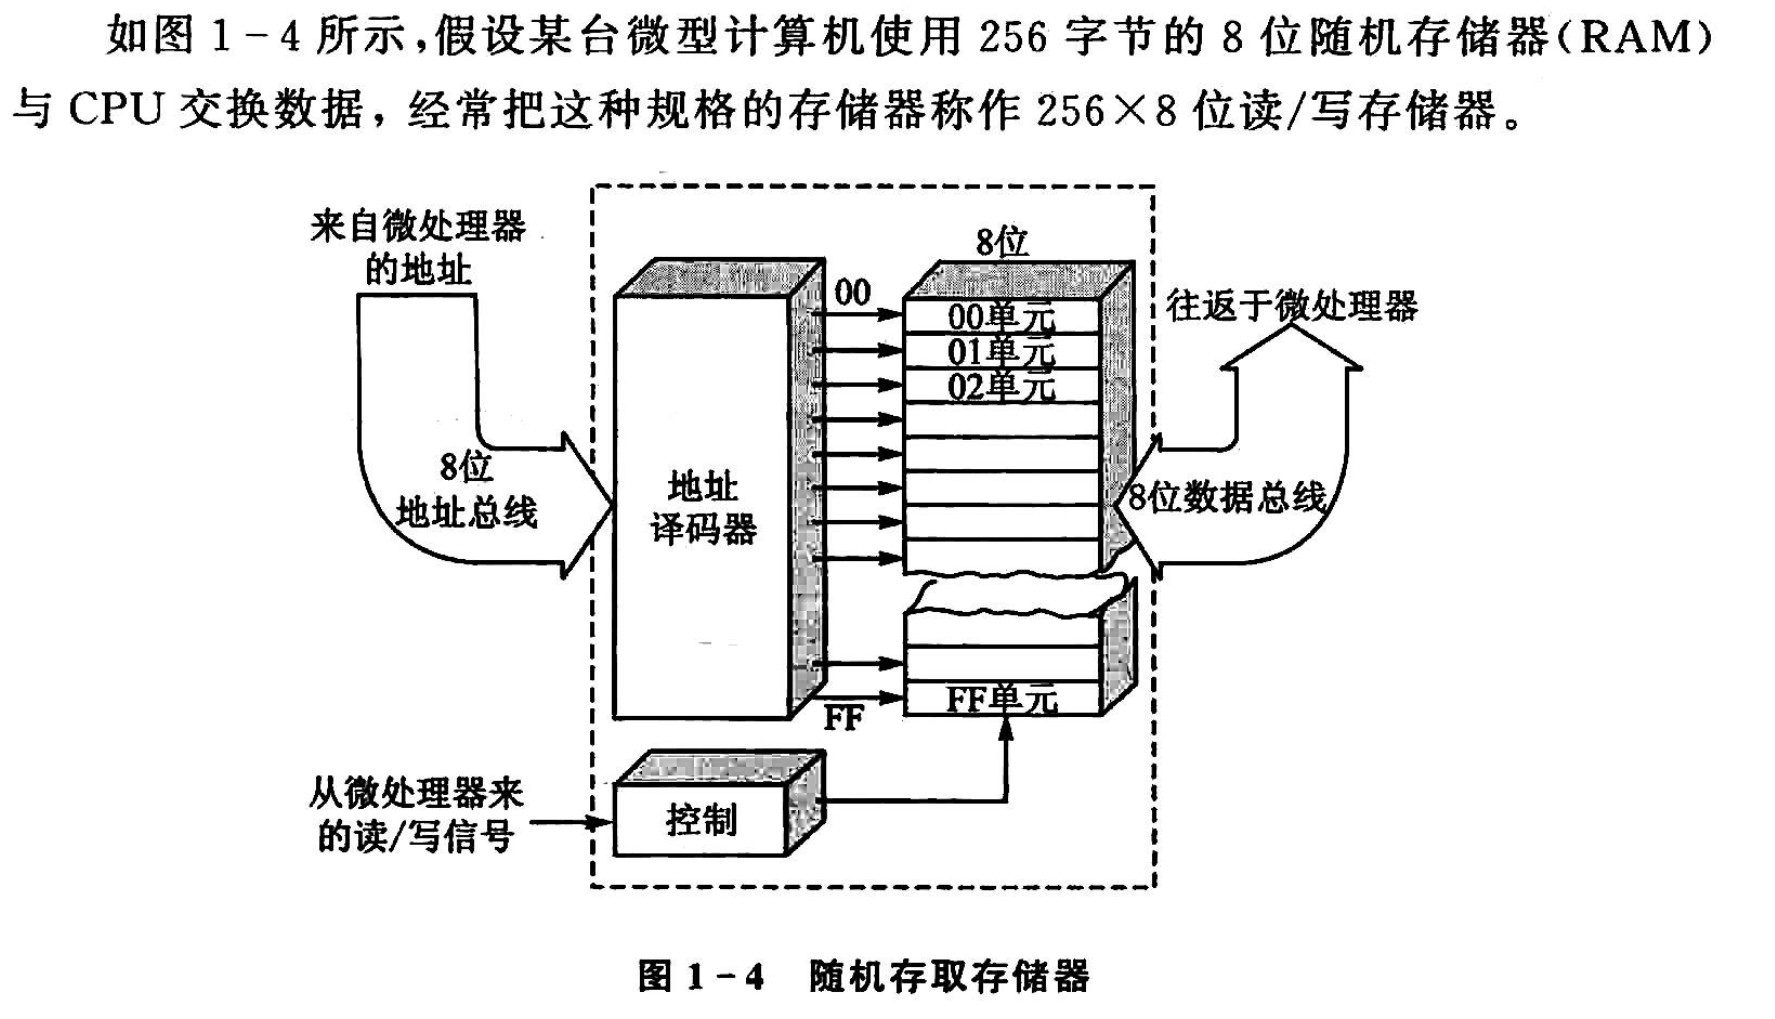 如图 1-4 所示,假设某台微型计算机使用 256 字节的 8 位随机存储器(RAM)
与 CPU 交换数据, 经常把这种规格的存储器称作 256×8 位读/写存储器。
来自微处理器
的地址
8位
地址总线
地址
译码器
00
8位
00单元
01单元
02单元
FF
FF单元
往返于微处理器
8位数据总线
从微处理器来
的读/写信号
控制
图 1-4 随机存取存储器